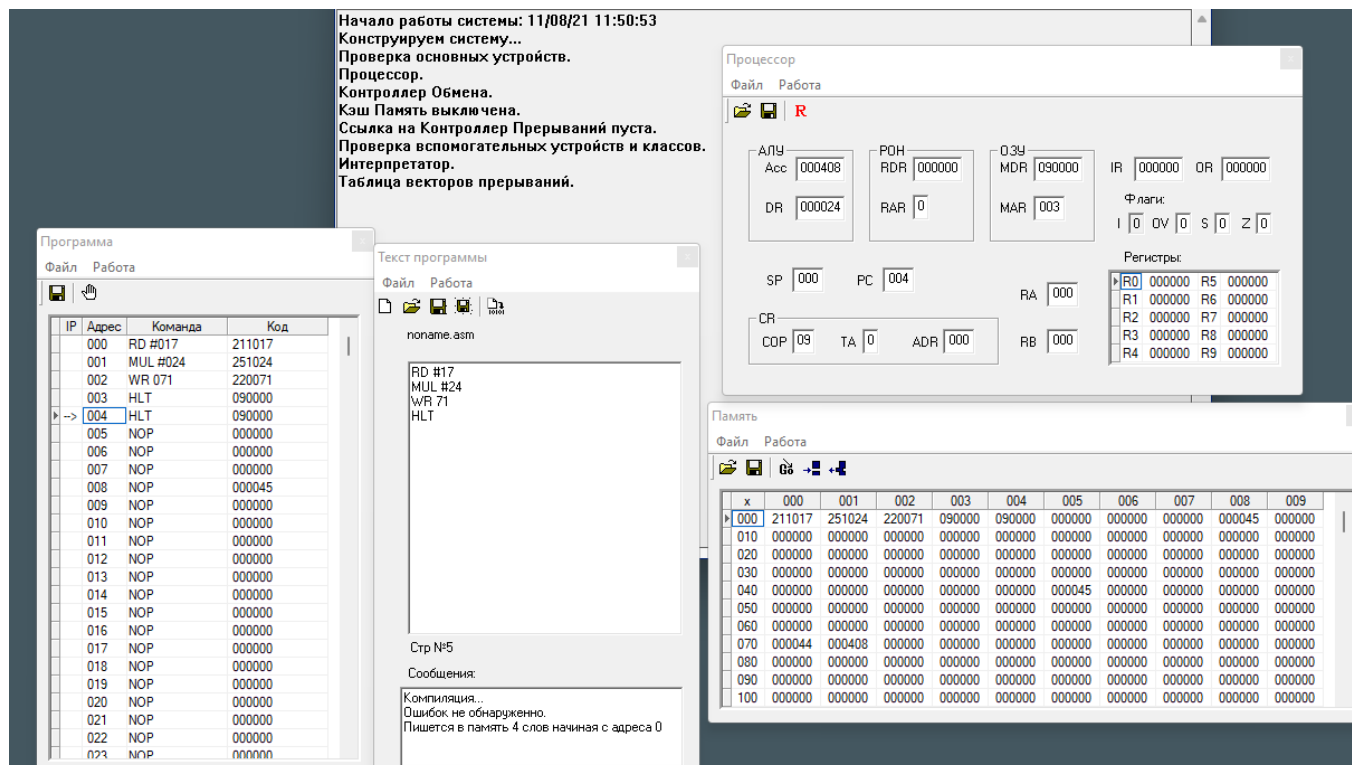 Начало работы системы: 11/08/21 11:50:53
Конструируем систему...
Проверка основных устройств.
Процессор.
Контроллер Обмена.
Кэш Память выключена.
Ссылка на Контроллер Прерываний пуста.
Проверка вспомогательных устройств и классов.
Интерпретатор.
Таблица векторов прерываний.
Процессор
Файл Работа
R
АЛУ РОН ОЗУ
Acc 000408 RDR 000000 MDR 090000 IR 000000 OR 000000
DR 000024 RAR 0 MAR 003
Флаги:
I 0 OV 0 S 0 Z 0
Регистры:
SP 000 PC 004 RA 000
R0 000000 R5 000000
R1 000000 R6 000000
R2 000000 R7 000000
R3 000000 R8 000000
R4 000000 R9 000000
CR
COP 09 TA 0 ADR 000 RB 000
Программа
Файл Работа
IP Адрес Команда Код
000 RD #017 211017
001 MUL #024 251024
002 WR 071 220071
003 HLT 090000
--> 004 HLT 090000
005 NOP 000000
006 NOP 000000
007 NOP 000000
008 NOP 000045
009 NOP 000000
010 NOP 000000
011 NOP 000000
012 NOP 000000
013 NOP 000000
014 NOP 000000
015 NOP 000000
016 NOP 000000
017 NOP 000000
018 NOP 000000
019 NOP 000000
020 NOP 000000
021 NOP 000000
022 NOP 000000
023 NOP 000000
Текст программы
Файл Работа
noname.asm
RD #17
MUL #24
WR 71
HLT
Стр №5
Сообщения:
Компиляция...
Ошибок не обнаруженно.
Пишется в память 4 слов начиная с адреса 0
Память
Файл Работа
Go
x 000 001 002 003 004 005 006 007 008 009
000 211017 251024 220071 090000 090000 000000 000000 000000 000045 000000
010 000000 000000 000000 000000 000000 000000 000000 000000 000000 000000
020 000000 000000 000000 000000 000000 000000 000000 000000 000000 000000
030 000000 000000 000000 000000 000000 000000 000000 000000 000000 000000
040 000000 000000 000000 000000 000000 000045 000000 000000 000000 000000
050 000000 000000 000000 000000 000000 000000 000000 000000 000000 000000
060 000000 000000 000000 000000 000000 000000 000000 000000 000000 000000
070 000044 000408 000000 000000 000000 000000 000000 000000 000000 000000
080 000000 000000 000000 000000 000000 000000 000000 000000 000000 000000
090 000000 000000 000000 000000 000000 000000 000000 000000 000000 000000
100 000000 000000 000000 000000 000000 000000 000000 000000 000000 000000